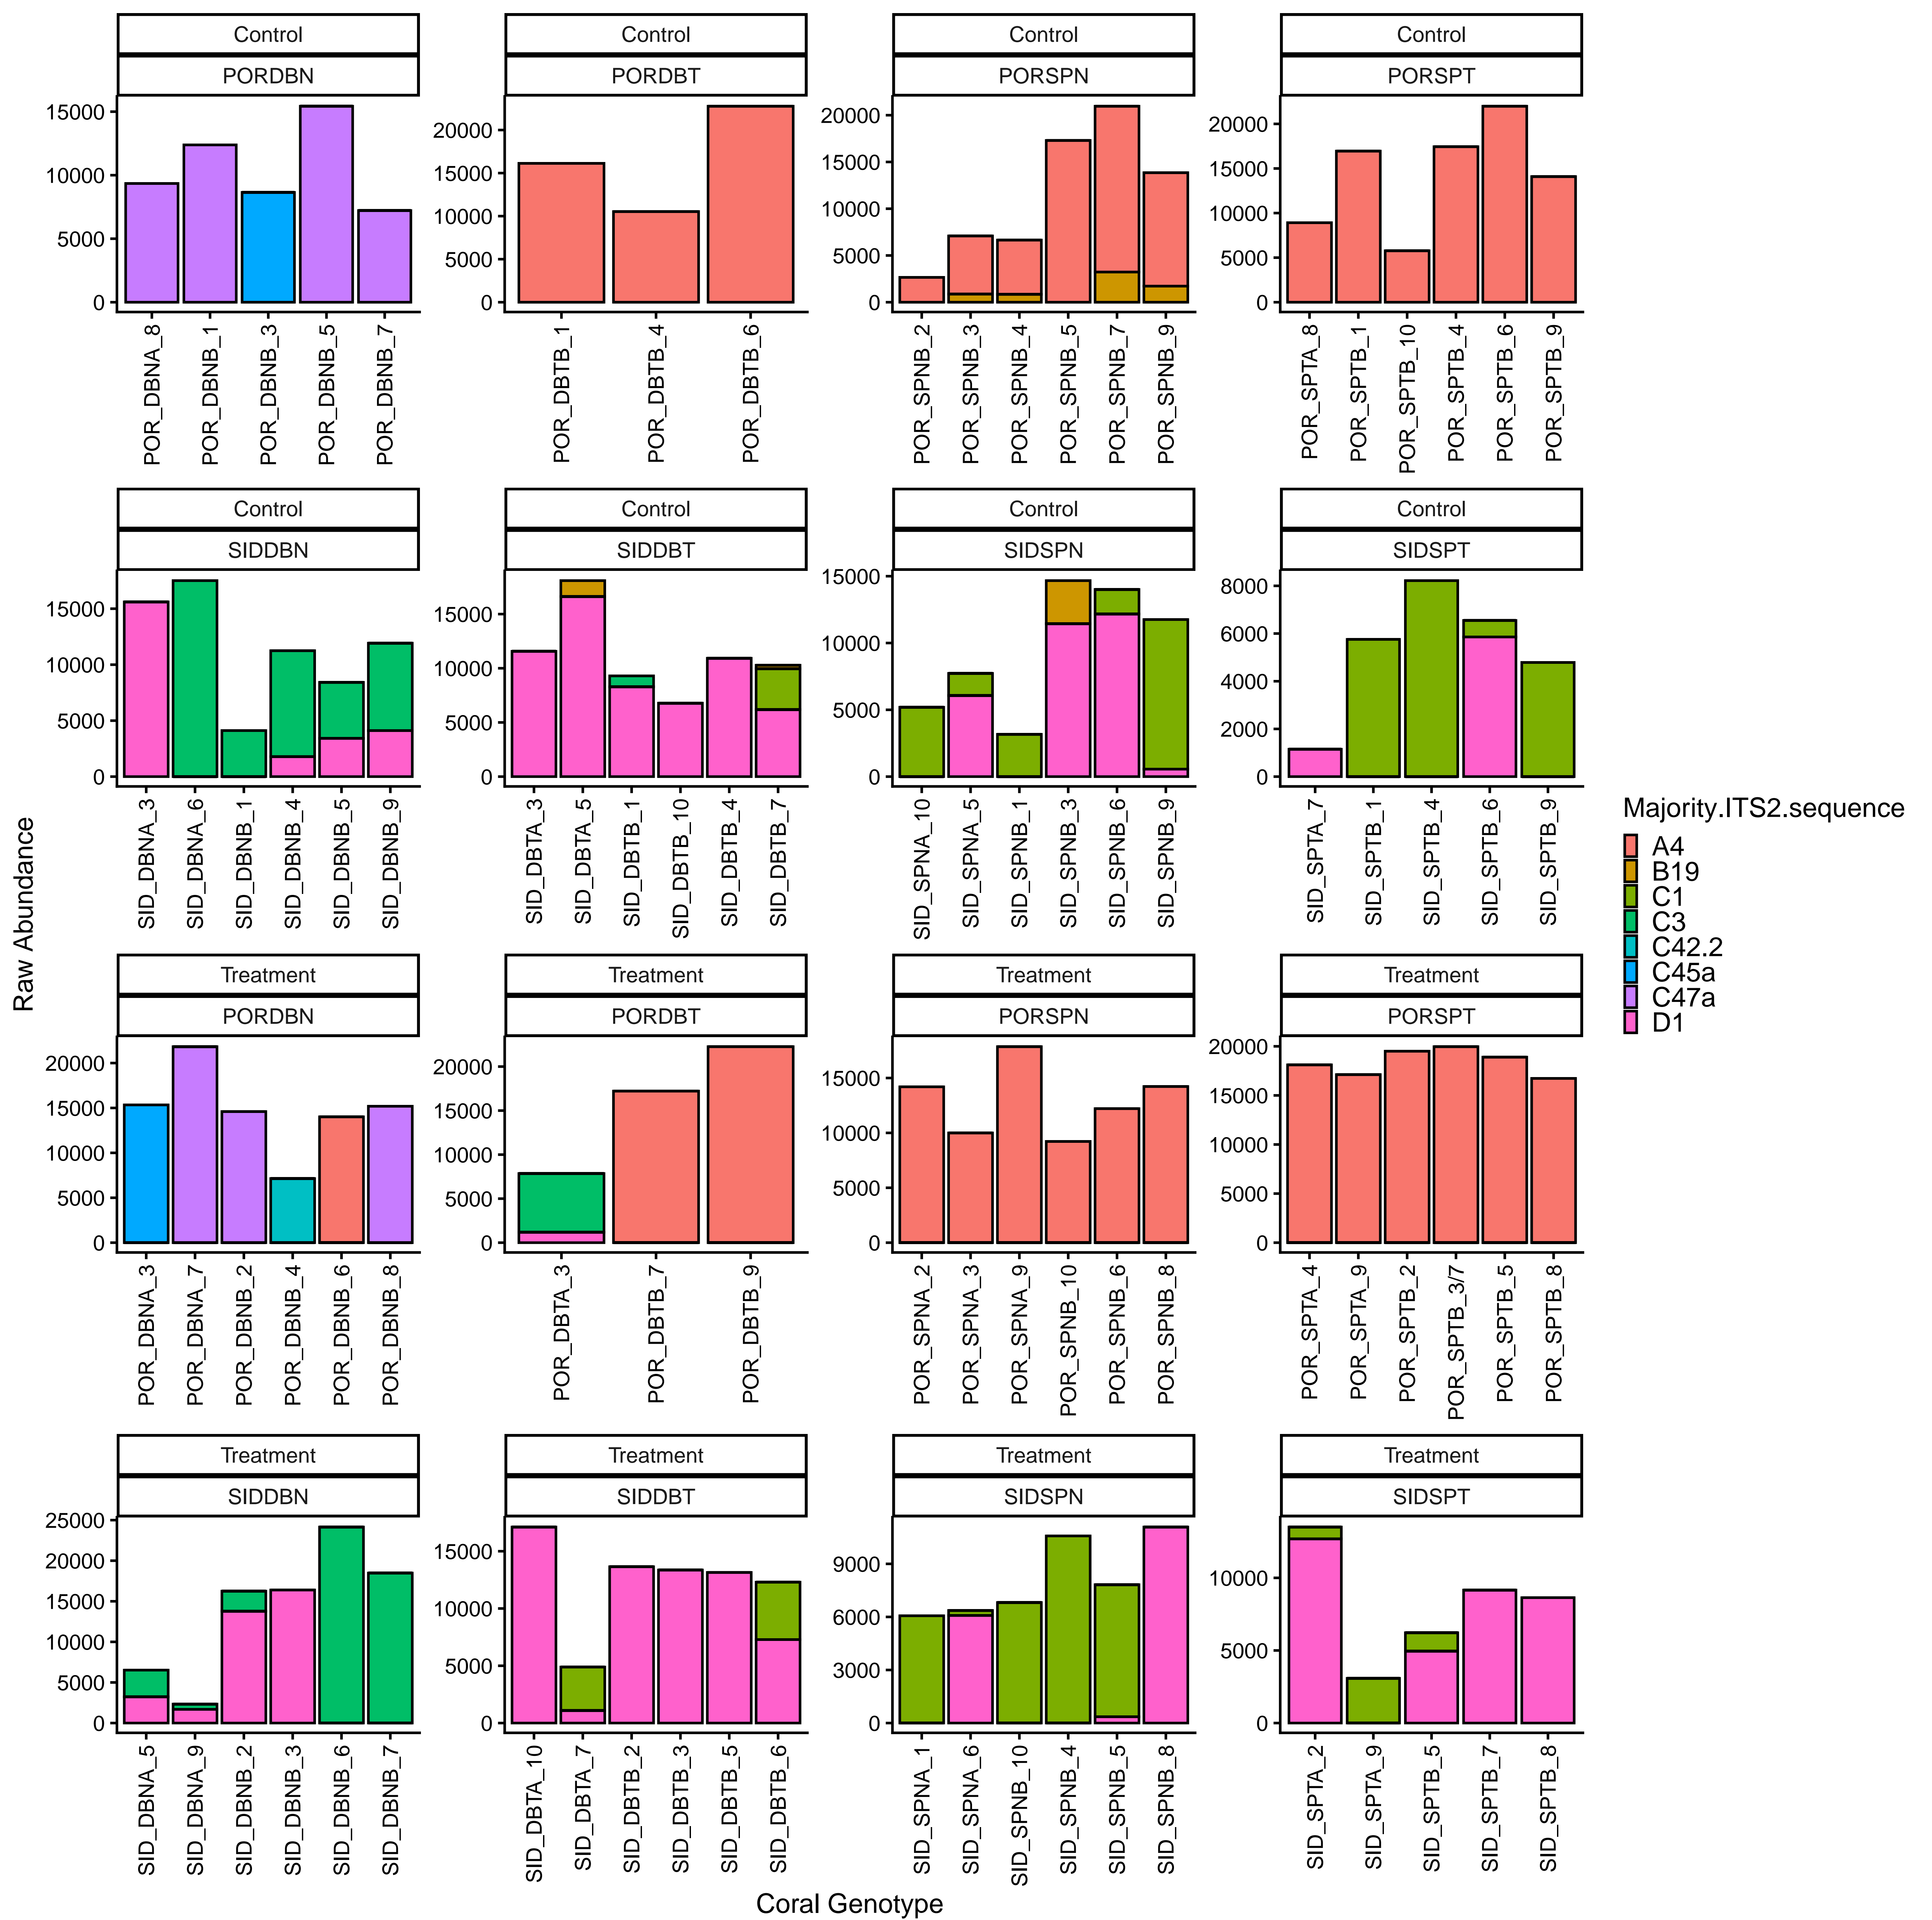 Control Control Control Control
PORDBN PORDBT PORSPN PORSPT
15000
10000
5000
0
20000
15000
10000
5000
0
20000
15000
10000
5000
0
20000
15000
10000
5000
0
POR_DBNA_8 POR_DBNB_1 POR_DBNB_3 POR_DBNB_5 POR_DBNB_7
POR_DBTB_1 POR_DBTB_4 POR_DBTB_6
POR_SPNB_2 POR_SPNB_3 POR_SPNB_4 POR_SPNB_5 POR_SPNB_7 POR_SPNB_9
POR_SPTA_8 POR_SPTB_1 POR_SPTB_10 POR_SPTB_4 POR_SPTB_6 POR_SPTB_9
Control Control Control Control
SIDDBN SIDDBT SIDSPN SIDSPT
15000
10000
5000
0
15000
10000
5000
0
15000
10000
5000
0
8000
6000
4000
2000
0
SID_DBNA_3 SID_DBNA_6 SID_DBNB_1 SID_DBNB_4 SID_DBNB_5 SID_DBNB_9
SID_DBTA_3 SID_DBTA_5 SID_DBTB_1 SID_DBTB_10 SID_DBTB_4 SID_DBTB_7
SID_SPNA_10 SID_SPNA_5 SID_SPNB_1 SID_SPNB_3 SID_SPNB_6 SID_SPNB_9
SID_SPTA_7 SID_SPTB_1 SID_SPTB_4 SID_SPTB_6 SID_SPTB_9
Raw Abundance
Treatment Treatment Treatment Treatment
PORDBN PORDBT PORSPN PORSPT
20000
15000
10000
5000
0
20000
15000
10000
5000
0
15000
10000
5000
0
20000
15000
10000
5000
0
POR_DBNA_3 POR_DBNA_7 POR_DBNB_2 POR_DBNB_4 POR_DBNB_6 POR_DBNB_8
POR_DBTA_3 POR_DBTB_7 POR_DBTB_9
POR_SPNA_2 POR_SPNA_3 POR_SPNA_9 POR_SPNB_10 POR_SPNB_6 POR_SPNB_8
POR_SPTA_4 POR_SPTA_9 POR_SPTB_2 POR_SPTB_3/7 POR_SPTB_5 POR_SPTB_8
Treatment Treatment Treatment Treatment
SIDDBN SIDDBT SIDSPN SIDSPT
25000
20000
15000
10000
5000
0
15000
10000
5000
0
9000
6000
3000
0
10000
5000
0
SID_DBNA_5 SID_DBNA_9 SID_DBNB_2 SID_DBNB_3 SID_DBNB_6 SID_DBNB_7
SID_DBTA_10 SID_DBTA_7 SID_DBTB_2 SID_DBTB_3 SID_DBTB_5 SID_DBTB_6
SID_SPNA_1 SID_SPNA_6 SID_SPNB_10 SID_SPNB_4 SID_SPNB_5 SID_SPNB_8
SID_SPTA_2 SID_SPTA_9 SID_SPTB_5 SID_SPTB_7 SID_SPTB_8
Coral Genotype
Majority.ITS2.sequence
A4
B19
C1
C3
C42.2
C45a
C47a
D1